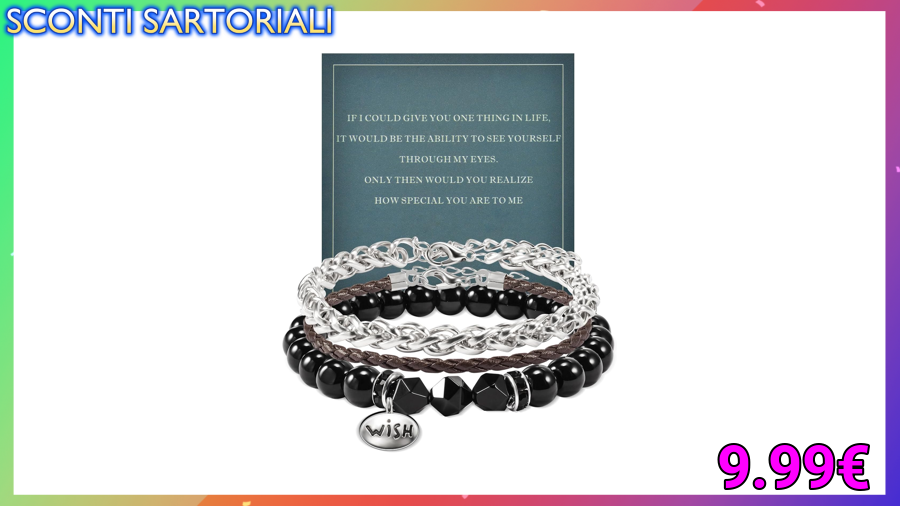 SCONTI SARTORIALI
IF I COULD GIVE YOU ONE THING IN LIFE,
IT WOULD BE THE ABILITY TO SEE YOURSELF
THROUGH MY EYES.
ONLY THEN WOULD YOU REALIZE
HOW SPECIAL YOU ARE TO ME
WiSH
9.99€